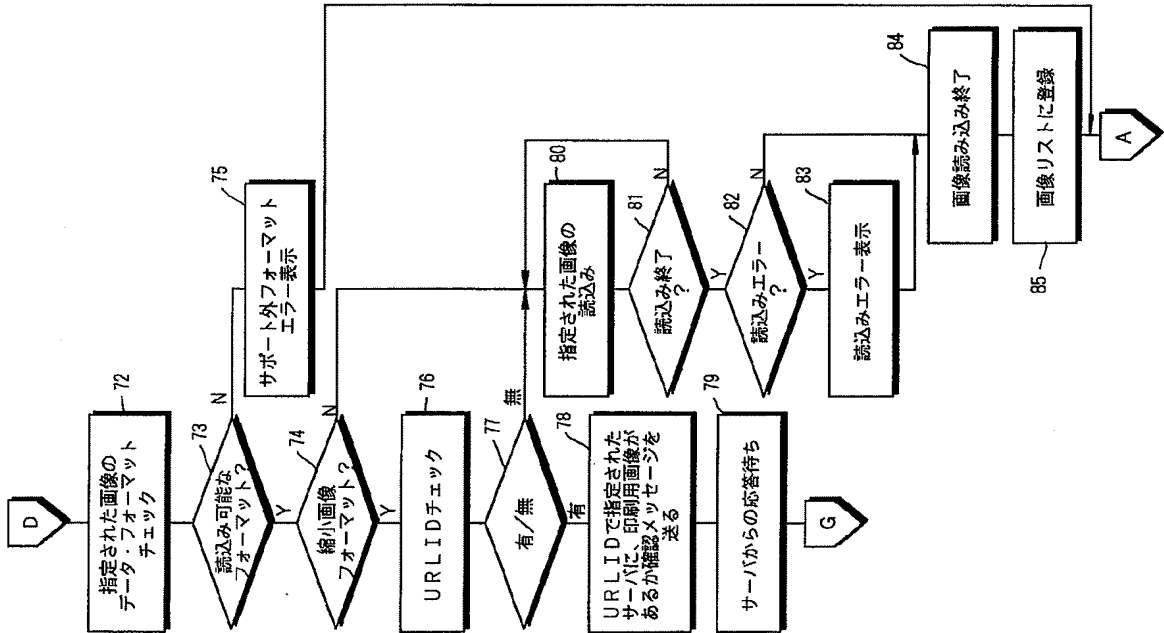 D
指定された画像の
データ・フォーマット
チェック
72
読込み可能な
フォーマット?
73
N
Y
サポート外フォーマット
エラー表示
75
縮小画像
フォーマット?
74
N
Y
URLIDチェック
76
有/無
77
無
有
URLIDで指定された
サーバに、印刷用画像が
あるか確認メッセージを
送る
78
サーバからの応答待ち
79
G
指定された画像の
読込み
80
読込み終了
?
81
N
Y
読込みエラー
?
82
N
Y
読込みエラー表示
83
画像読み込み終了
84
画像リストに登録
85
A